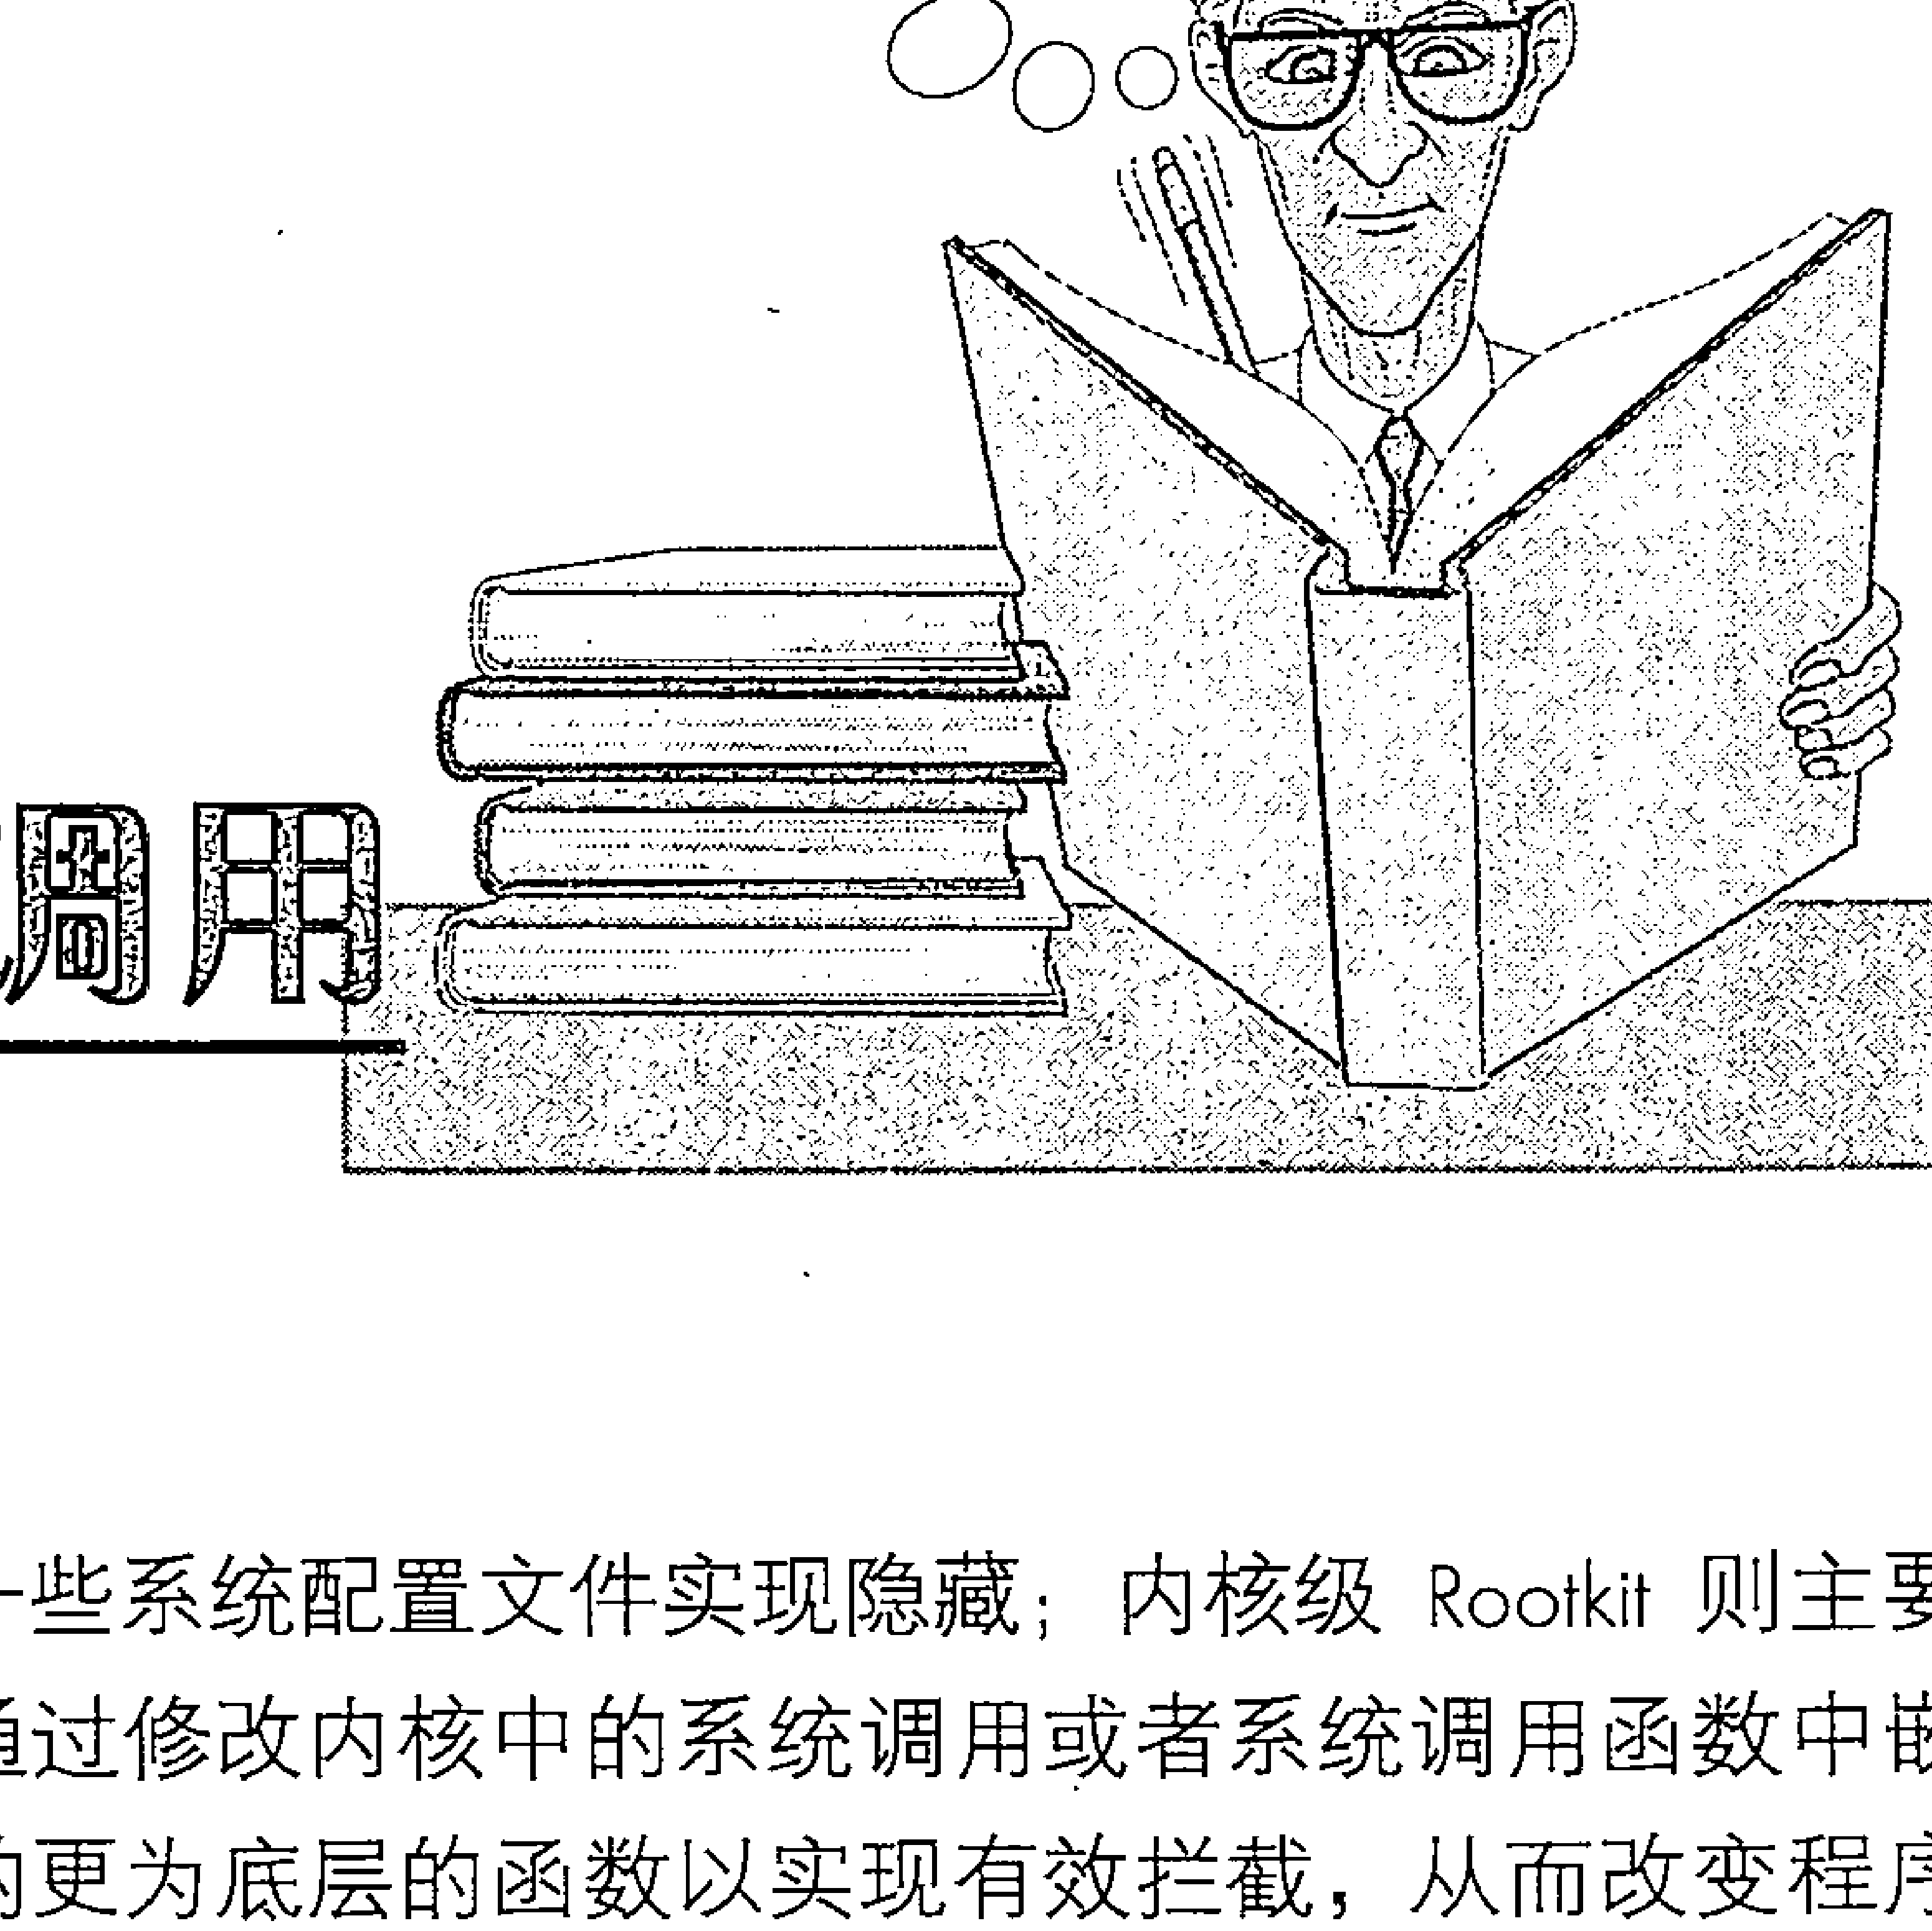 调用
一些系统配置文件实现隐藏；内核级 Rootkit 则主要
通过修改内核中的系统调用或者系统调用函数中嵌
的更为底层的函数以实现有效拦截，从而改变程序